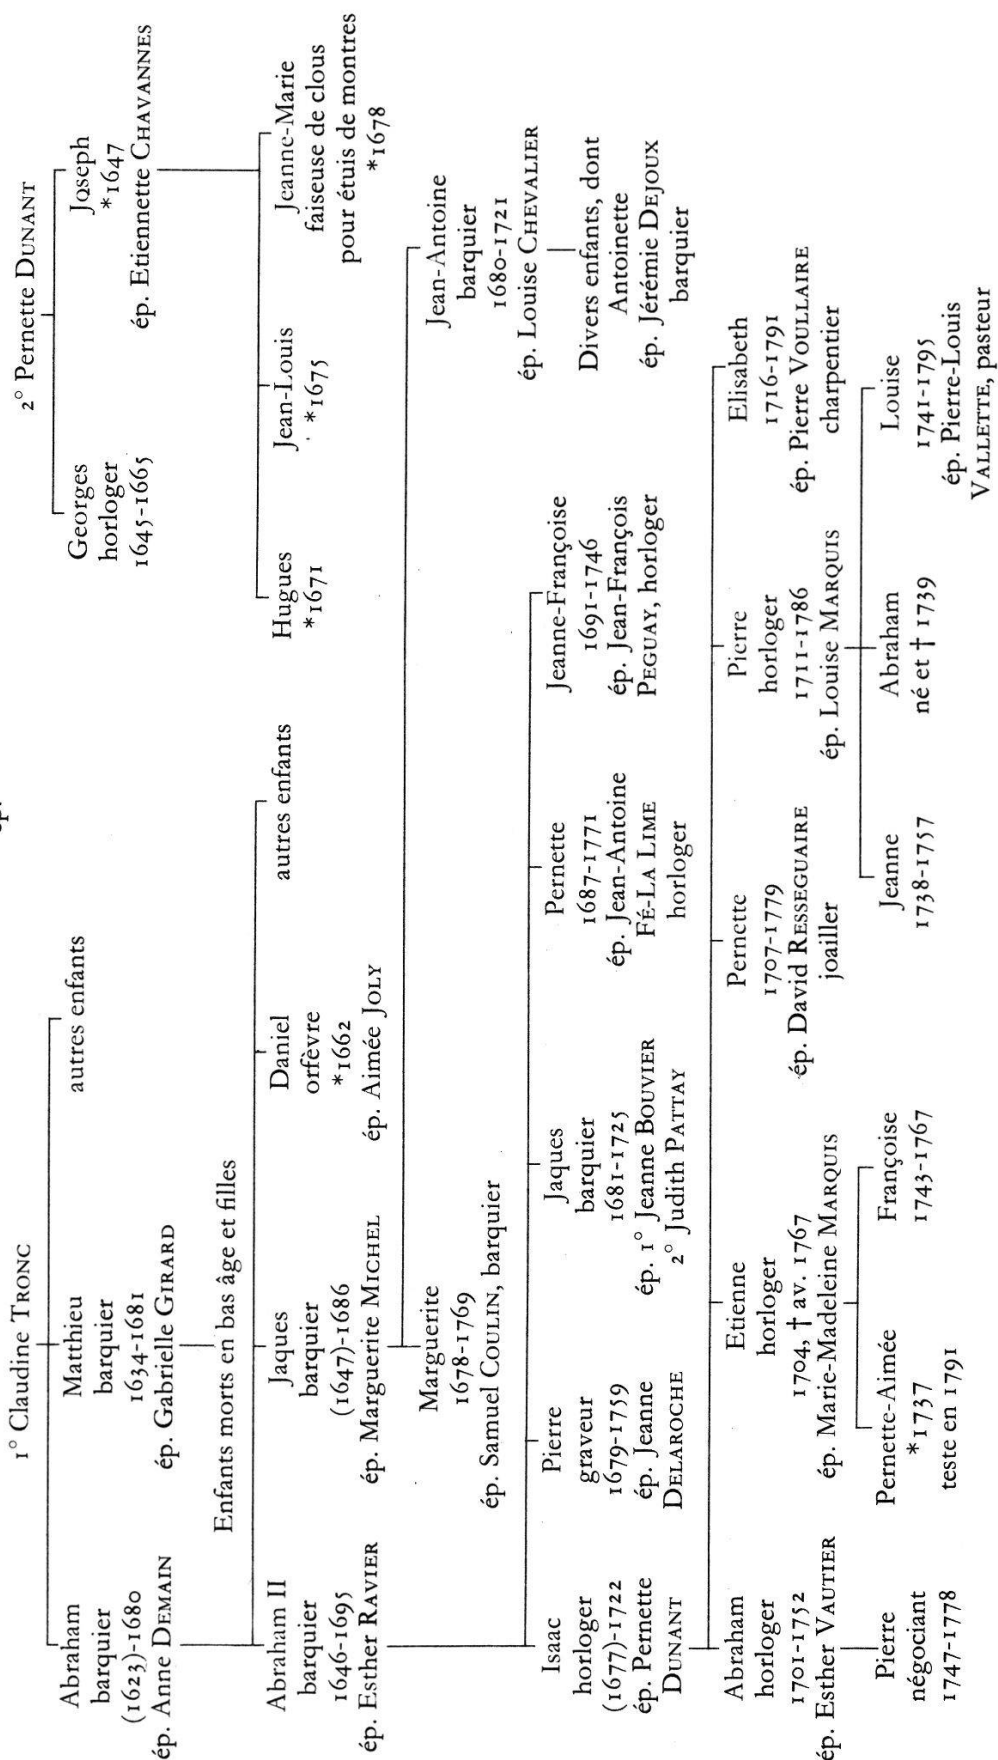 ép.
1° Claudine TRONC
2° Pernette DUNANT
Abraham
barquier
(1623)-1680
ép. Anne DEMAIN
Matthieu
barquier
1634-1681
ép. Gabrielle GIRARD
autres enfants
Georges
horloger
1645-1665
Joseph
*1647
ép. Etiennette CHAVANNES
Enfants morts en bas âge et filles
Abraham II
barquier
1646-1695
ép. Esther RAVIER
Jaques
barquier
(1647)-1686
ép. Marguerite MICHEL
Daniel
orfèvre
*1662
ép. Aimée JOLY
autres enfants
Hugues
*1671
Jean-Louis
*1675
Jeanne-Marie
faiseuse de clous
pour étuis de montres
*1678
Marguerite
1678-1769
ép. Samuel COULIN, barquier
Jean-Antoine
barquier
1680-1721
ép. Louise CHEVALIER
Divers enfants, dont
Antoinette
ép. Jérémie DEJOUX
barquier
Isaac
horloger
(1677)-1722
ép. Pernette
DUNANT
Pierre
graveur
1679-1759
ép. Jeanne
DELAROCHE
Jaques
barquier
1681-1725
ép. 1° Jeanne BOUVIER
2° Judith PATTAY
Pernette
1687-1771
ép. Jean-Antoine
FÉ-LA LIME
horloger
Jeanne-Françoise
1691-1746
ép. Jean-François
PEGUAY, horloger
Abraham
horloger
1701-1752
ép. Esther VAUTIER
Etienne
horloger
1704, † av. 1767
ép. Marie-Madeleine MARQUIS
Pernette
1707-1779
ép. David RESSEGUAIRE
joailler
Pierre
horloger
1711-1786
ép. Louise MARQUIS
Elisabeth
1716-1791
ép. Pierre VOULLAIRE
charpentier
Pierre
négociant
1747-1778
Pernette-Aimée
*1737
teste en 1791
Françoise
1743-1767
Jeanne
1738-1757
Abraham
né et † 1739
Louise
1741-1795
ép. Pierre-Louis
VALLETTE, pasteur